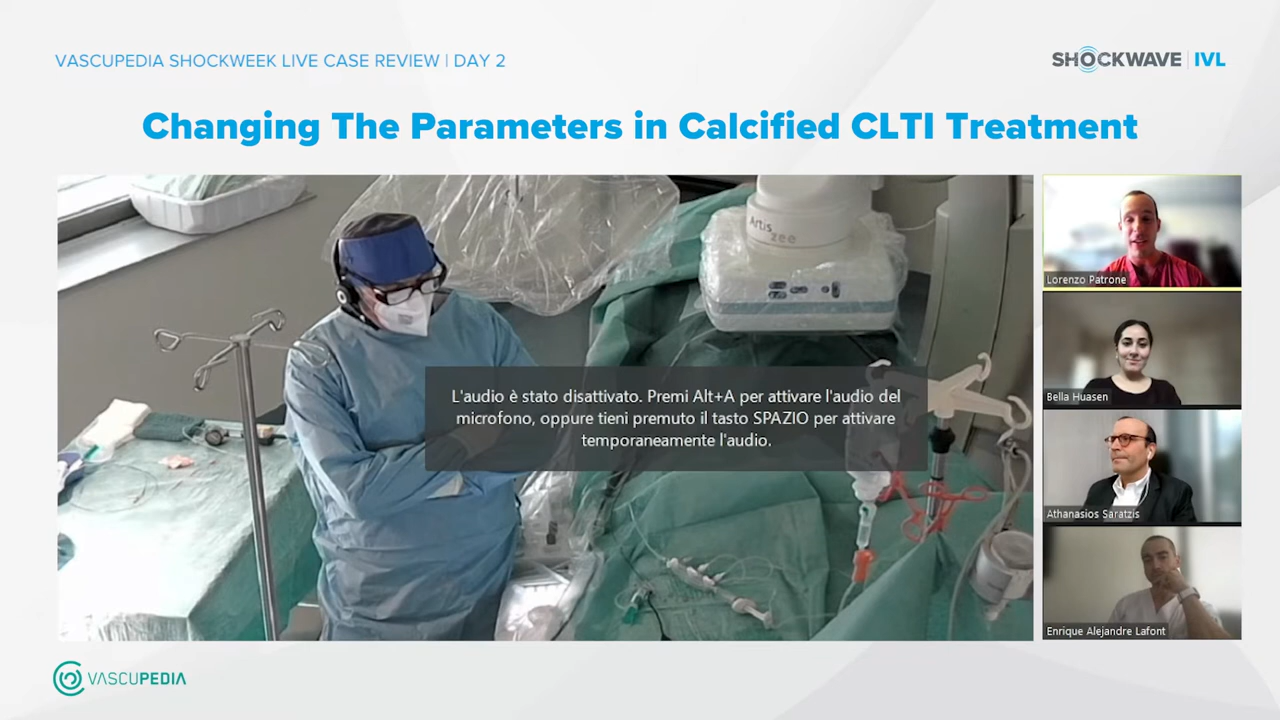 VASCUPEDIA SHOCKWEEK LIVE CASE REVIEW | DAY 2
SHOCKWAVE | IVL
Changing The Parameters in Calcified CLTI Treatment
Artis
zee
L'audio è stato disattivato. Premi Alt+A per attivare l'audio del
microfono, oppure tieni premuto il tasto SPAZIO per attivare
temporaneamente l'audio.
Lorenzo Patrone
Bella Huasen
Athanasios Saratzis
Enrique Alejandre Lafont
VASCUPEDIA